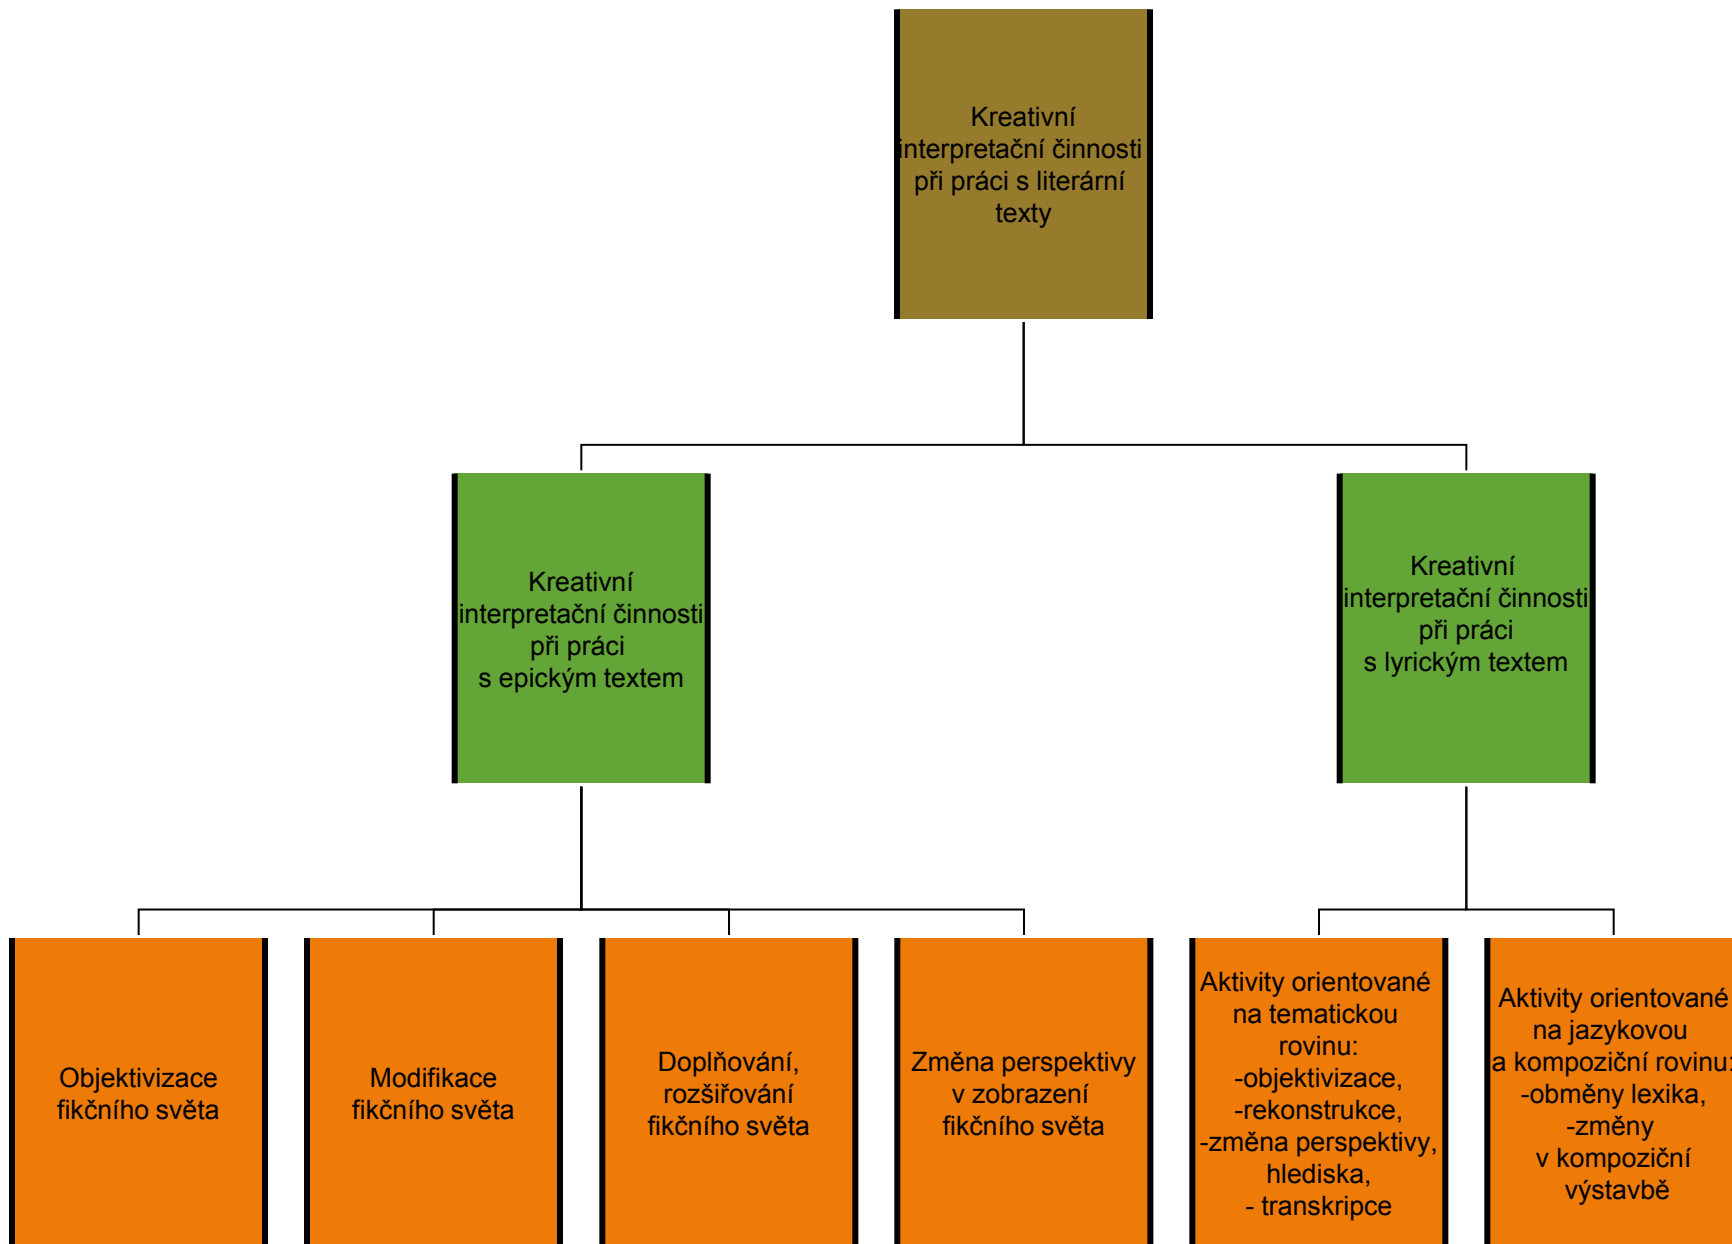 Kreativní
interpretační činnosti
při práci s literární
texty
Kreativní
interpretační činnosti
při práci
s epickým textem
Kreativní
interpretační činnosti
při práci
s lyrickým textem
Objektivizace
fikčního světa
Modifikace
fikčního světa
Doplňování,
rozšiřování
fikčního světa
Změna perspektivy
v zobrazení
fikčního světa
Aktivity orientované
na tematickou
rovinu:
-objektivizace,
-rekonstrukce,
-změna perspektivy,
hlediska,
- transkripce
Aktivity orientované
na jazykovou
a kompoziční rovinu:
-obměny lexika,
-změny
v kompoziční
výstavbě